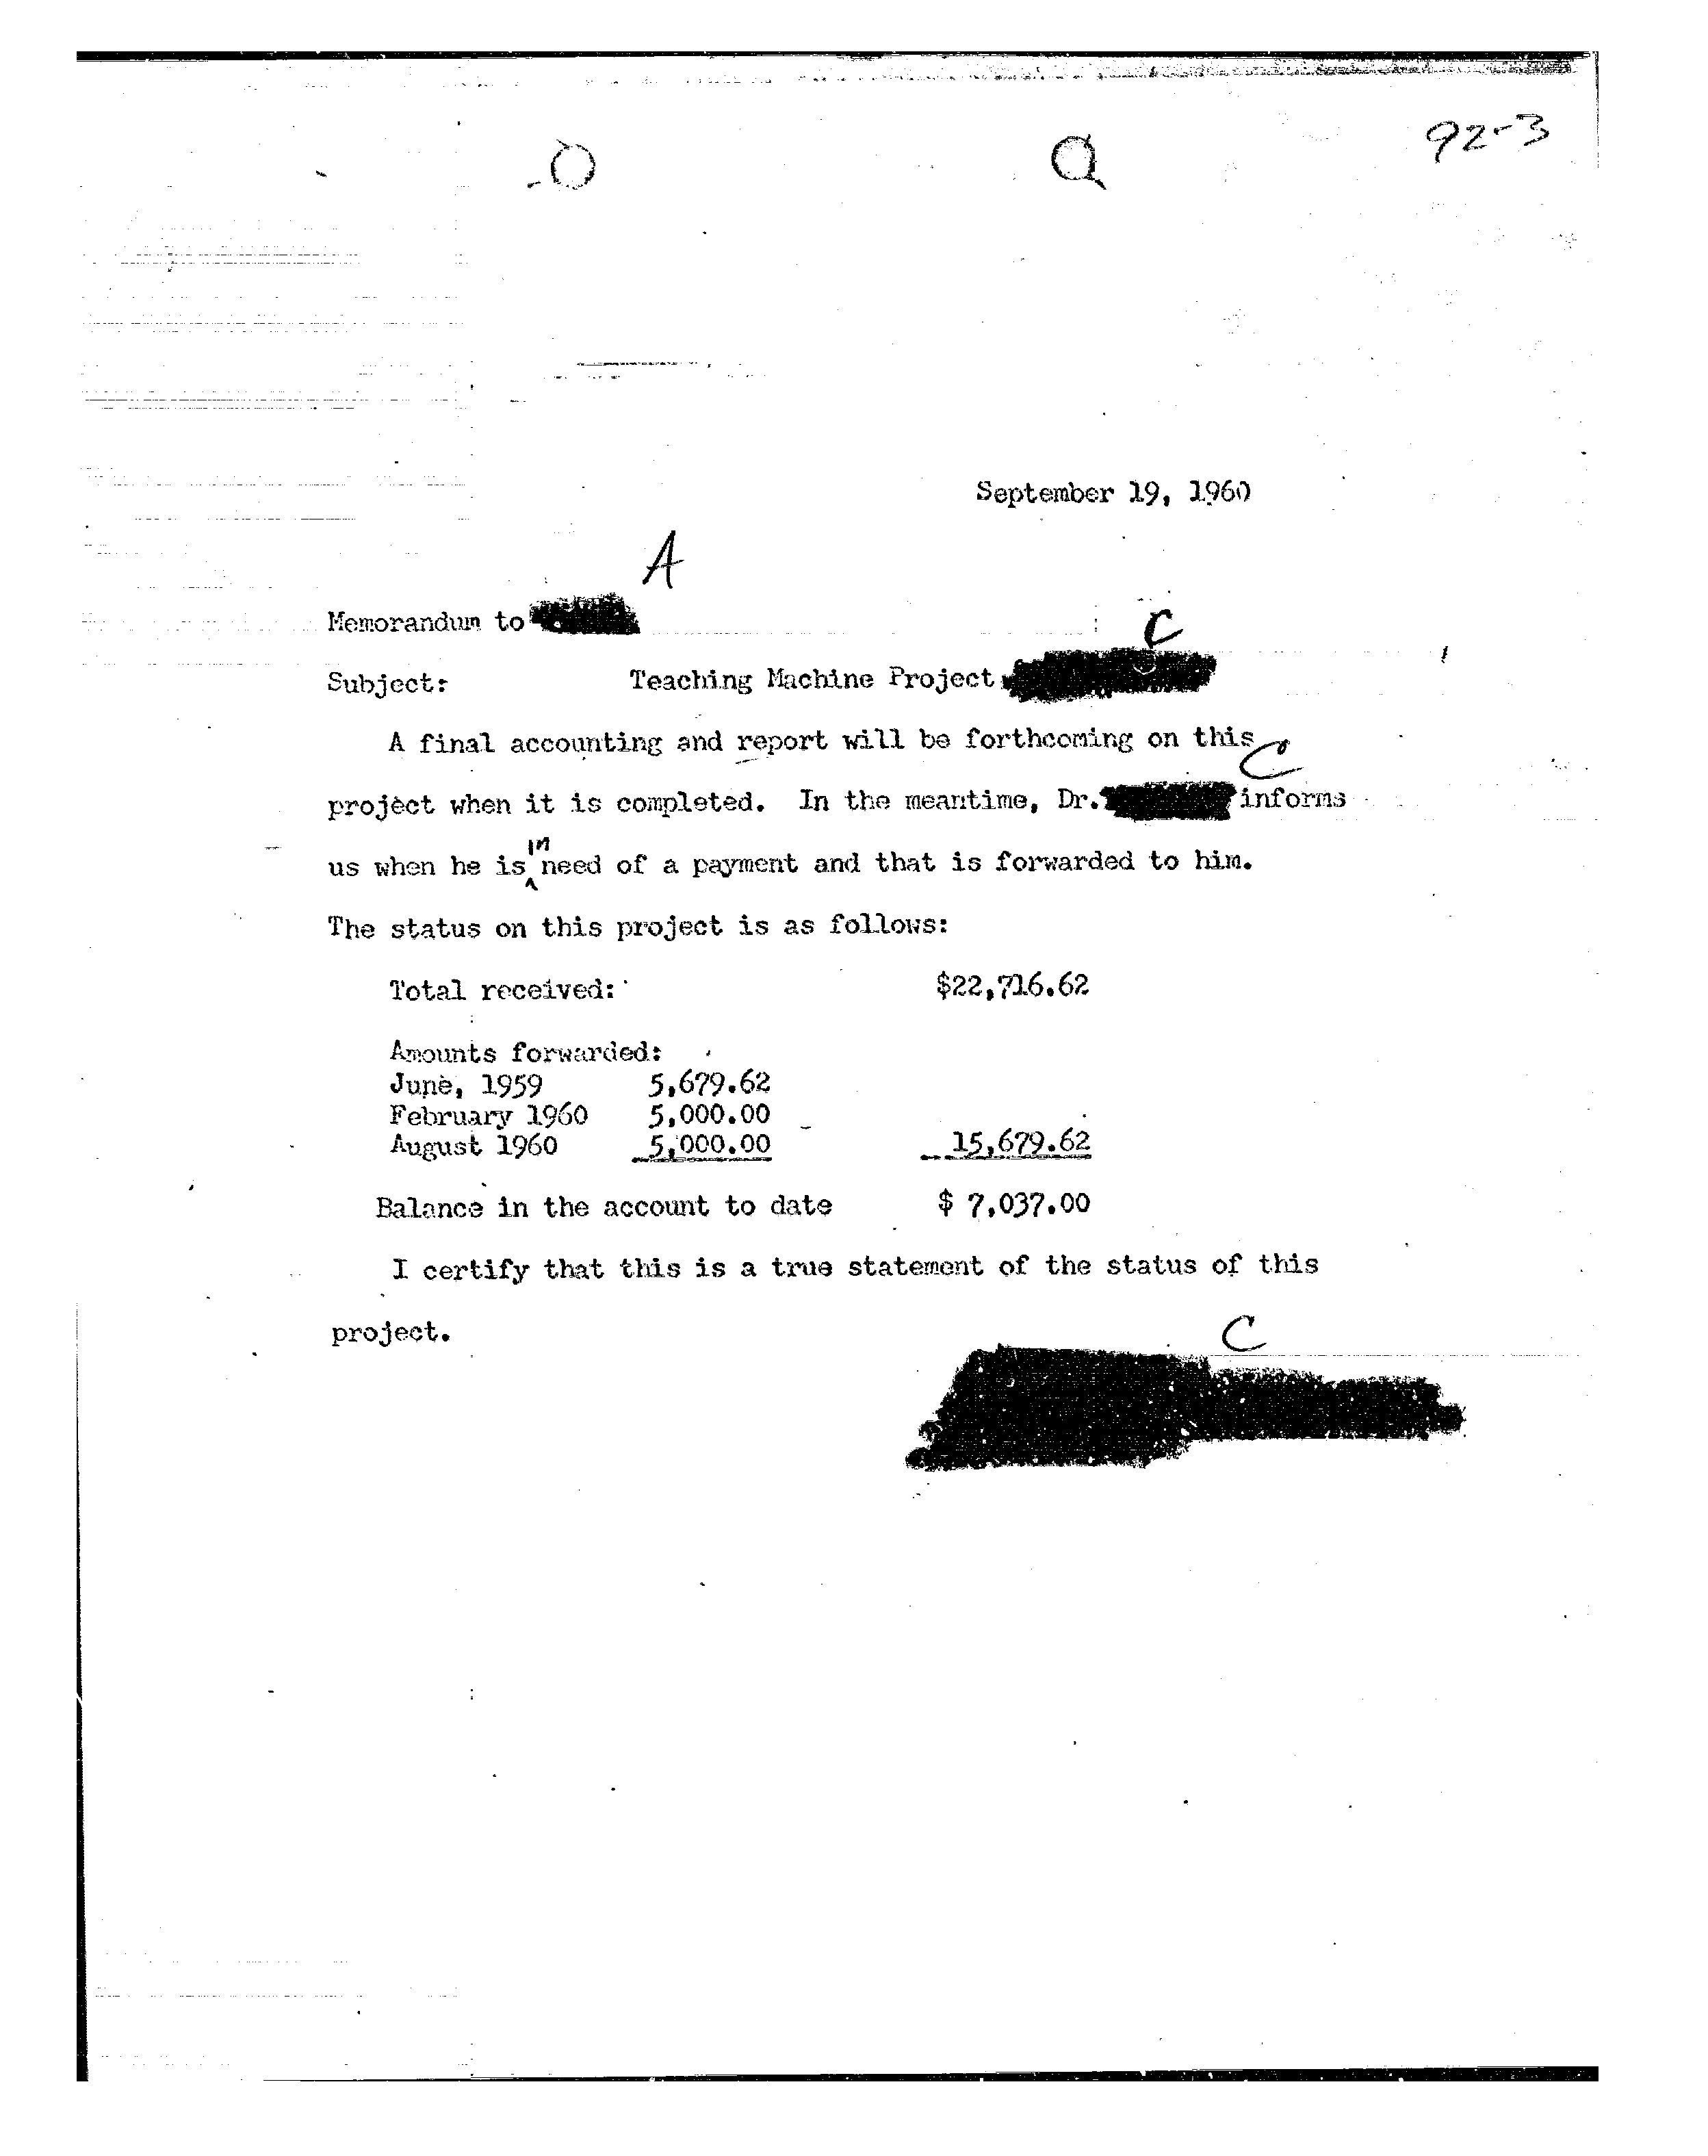 92-3
September 19, 1960
A
Memorandum to
C
Subject: Teaching Machine Project
A final accounting and report will be forthcoming on this
C
project when it is completed. In the meantime, Dr. informs
in
us when he is need of a payment and that is forwarded to him.
The status on this project is as follows:
Total received: $22,716.62
Amounts forwarded:
June, 1959 5,679.62
February 1960 5,000.00
August 1960 5,000.00 15,679.62
Balance in the account to date $ 7,037.00
I certify that this is a true statement of the status of this
project.
C